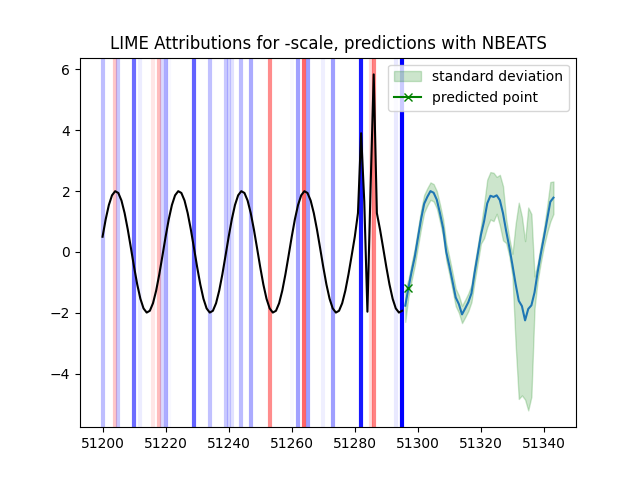 LIME Attributions for -scale, predictions with NBEATS
standard deviation
predicted point
6
4
2
0
−2
−4
51200 51220 51240 51260 51280 51300 51320 51340